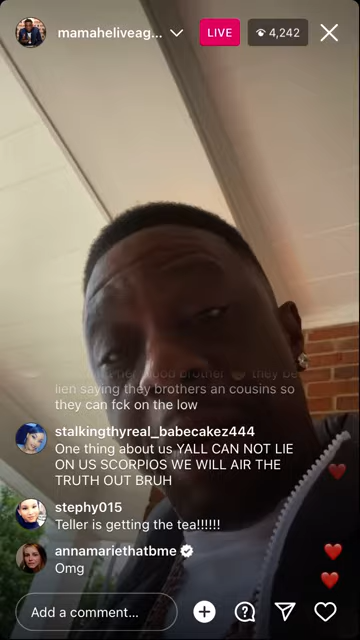 mamaheliveag...
LIVE
4,242
they be
lien saying they brothers an cousins so
they can fck on the low
stalkingthyreal_babecakez444
One thing about us YALL CAN NOT LIE
ON US SCORPIOS WE WILL AIR THE
TRUTH OUT BRUH
stephy015
Teller is getting the tea!!!!!!
annamariethatbme
Omg
Add a comment...